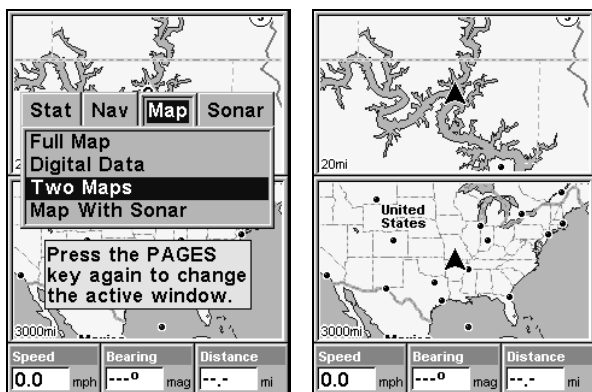 Stat Nav Map Sonar
Full Map
Digital Data
Two Maps
Map With Sonar
Press the PAGES
key again to change
the active window.
3000mi
Speed Bearing Distance
0.0 mph ---º mag --.- mi
20mi
United
States
3000mi
Speed Bearing Distance
0.0 mph ---º mag --.- mi